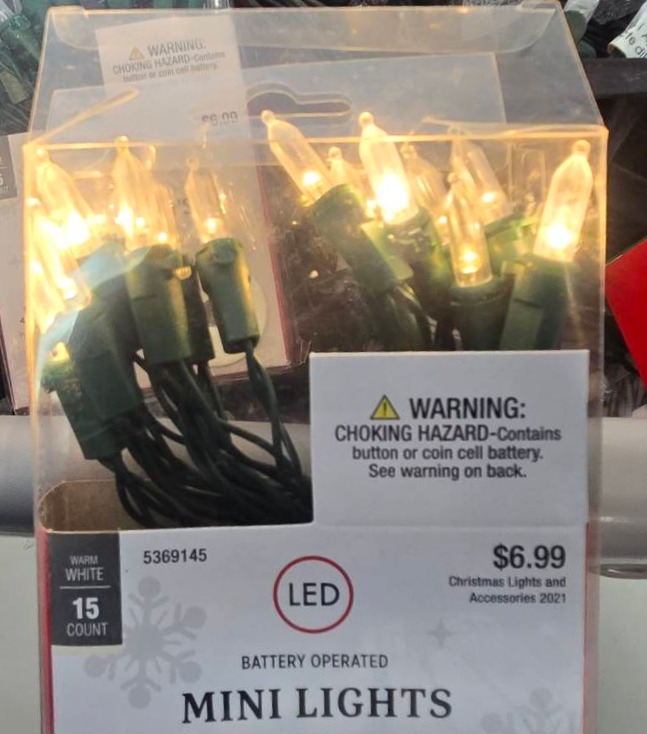 WARNING:
CHOKING HAZARD-Contains
button or coin cell battery.
$6.99
WARNING:
CHOKING HAZARD-Contains
button or coin cell battery.
See warning on back.
WARM
WHITE
15
COUNT
5369145
LED
$6.99
Christmas Lights and
Accessories 2021
BATTERY OPERATED
MINI LIGHTS